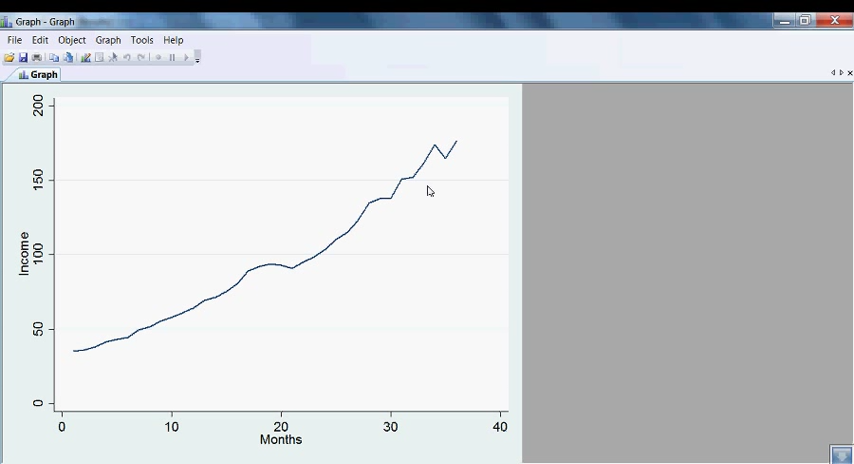 Graph - Graph
File Edit Object Graph Tools Help
Graph
200
150
100
50
0
Income
0 10 20 30 40
Months